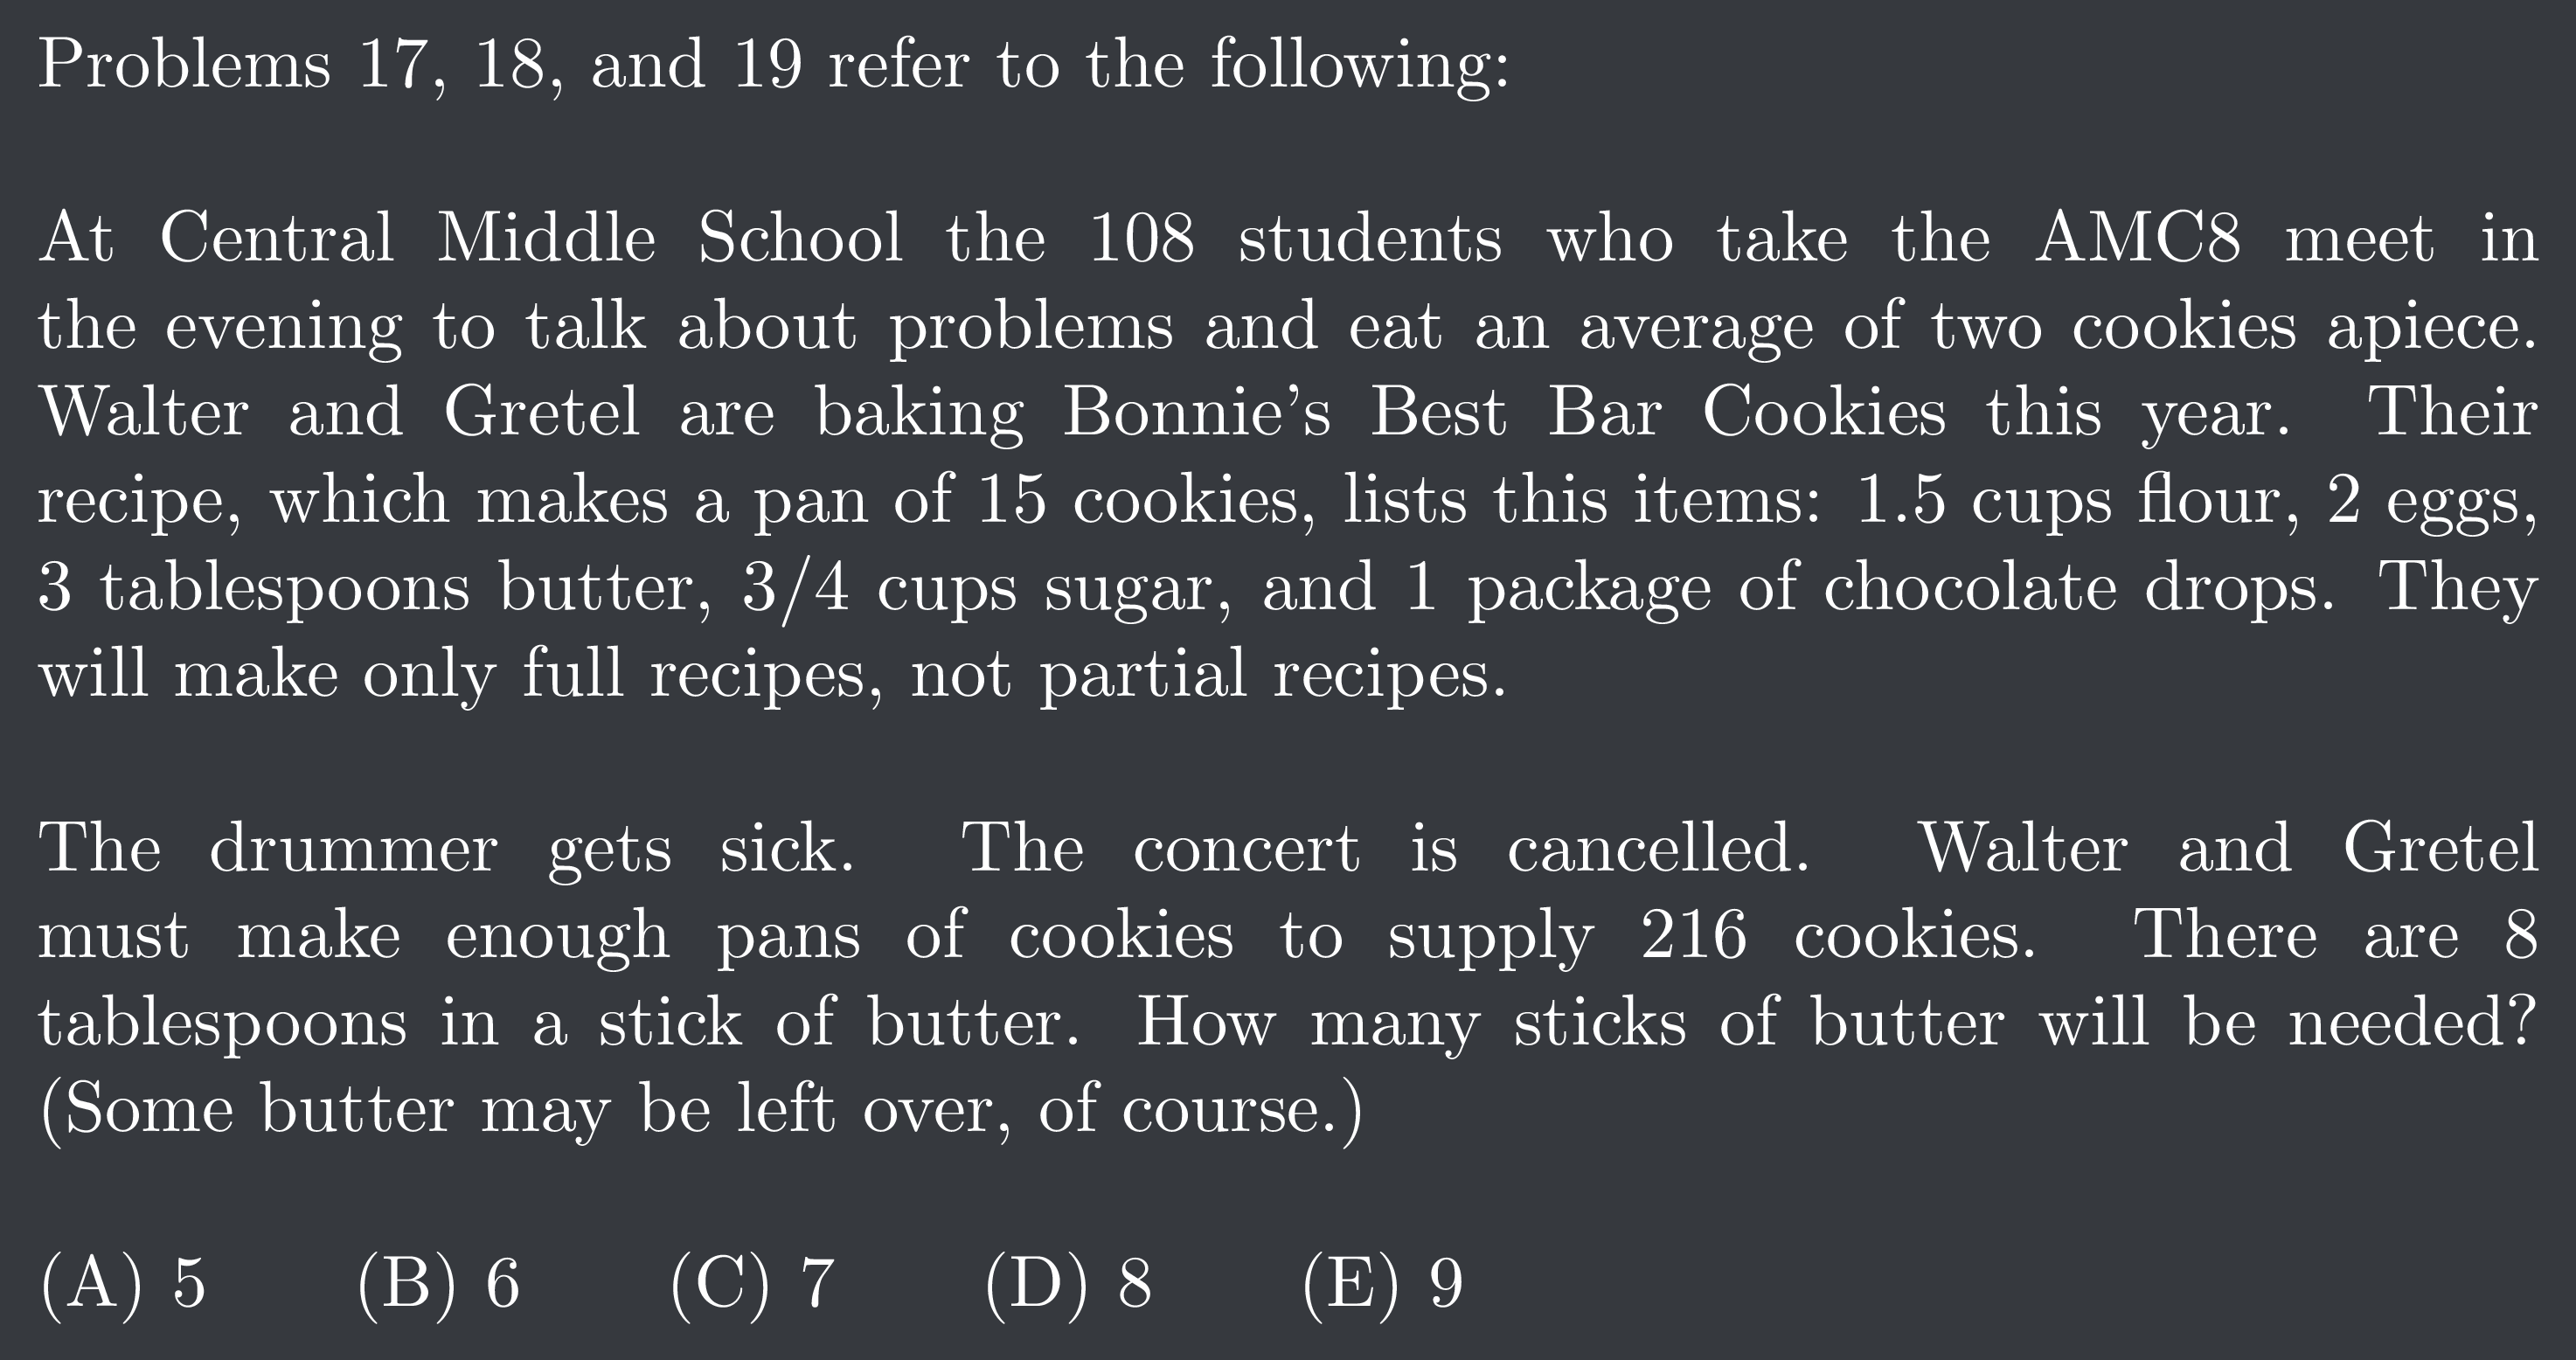 Problems 17, 18, and 19 refer to the following:
At Central Middle School the 108 students who take the AMC8 meet in
the evening to talk about problems and eat an average of two cookies apiece.
Walter and Gretel are baking Bonnie's Best Bar Cookies this year. Their
recipe, which makes a pan of 15 cookies, lists this items: 1.5 cups flour, 2 eggs,
3 tablespoons butter, 3/4 cups sugar, and 1 package of chocolate drops. They
will make only full recipes, not partial recipes.
The drummer gets sick. The concert is cancelled. Walter and Gretel
must make enough pans of cookies to supply 216 cookies. There are 8
tablespoons in a stick of butter. How many sticks of butter will be needed?
(Some butter may be left over, of course.)
(A) 5 (B) 6 (C) 7 (D) 8 (E) 9